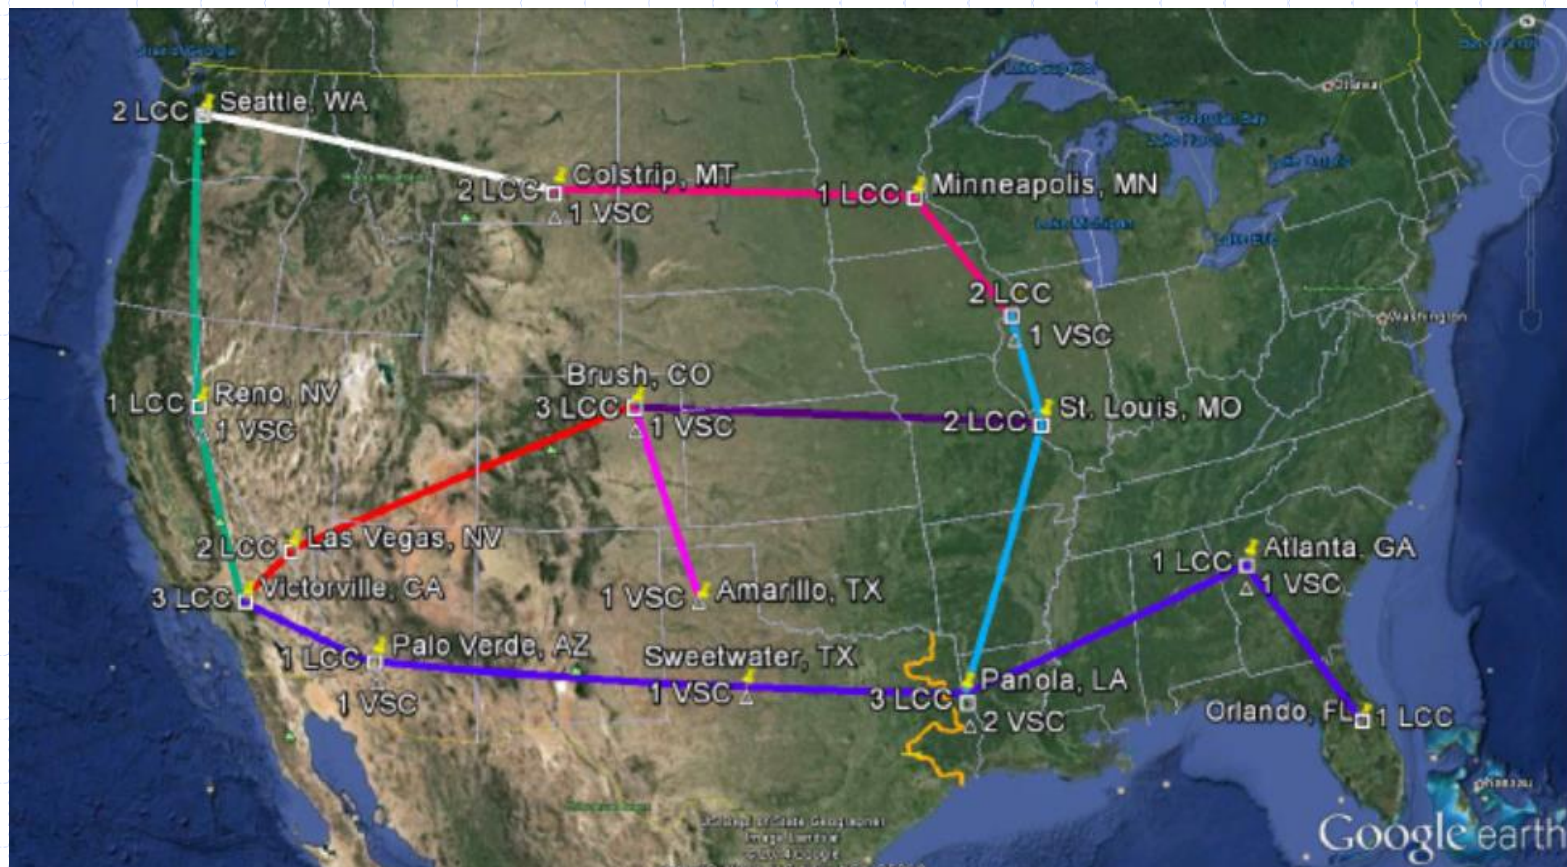 2 LCC Seattle, WA
2 LCC Colstrip, MT
1 VSC
1 LCC Minneapolis, MN
2 LCC
1 VSC
Washington
Brush, CO
3 LCC
1 VSC
1 LCC Reno, NV
1 VSC
2 LCC St. Louis, MO
2 LCC Las Vegas, NV
3 LCC Victorville, CA
1 VSC Amarillo, TX
1 LCC Atlanta, GA
1 VSC
1 LCC Palo Verde, AZ
1 VSC
Sweetwater, TX
1 VSC
3 LCC Panola, LA
2 VSC
Orlando, FL 1 LCC
Lake Michigan
Ottawa
Google earth